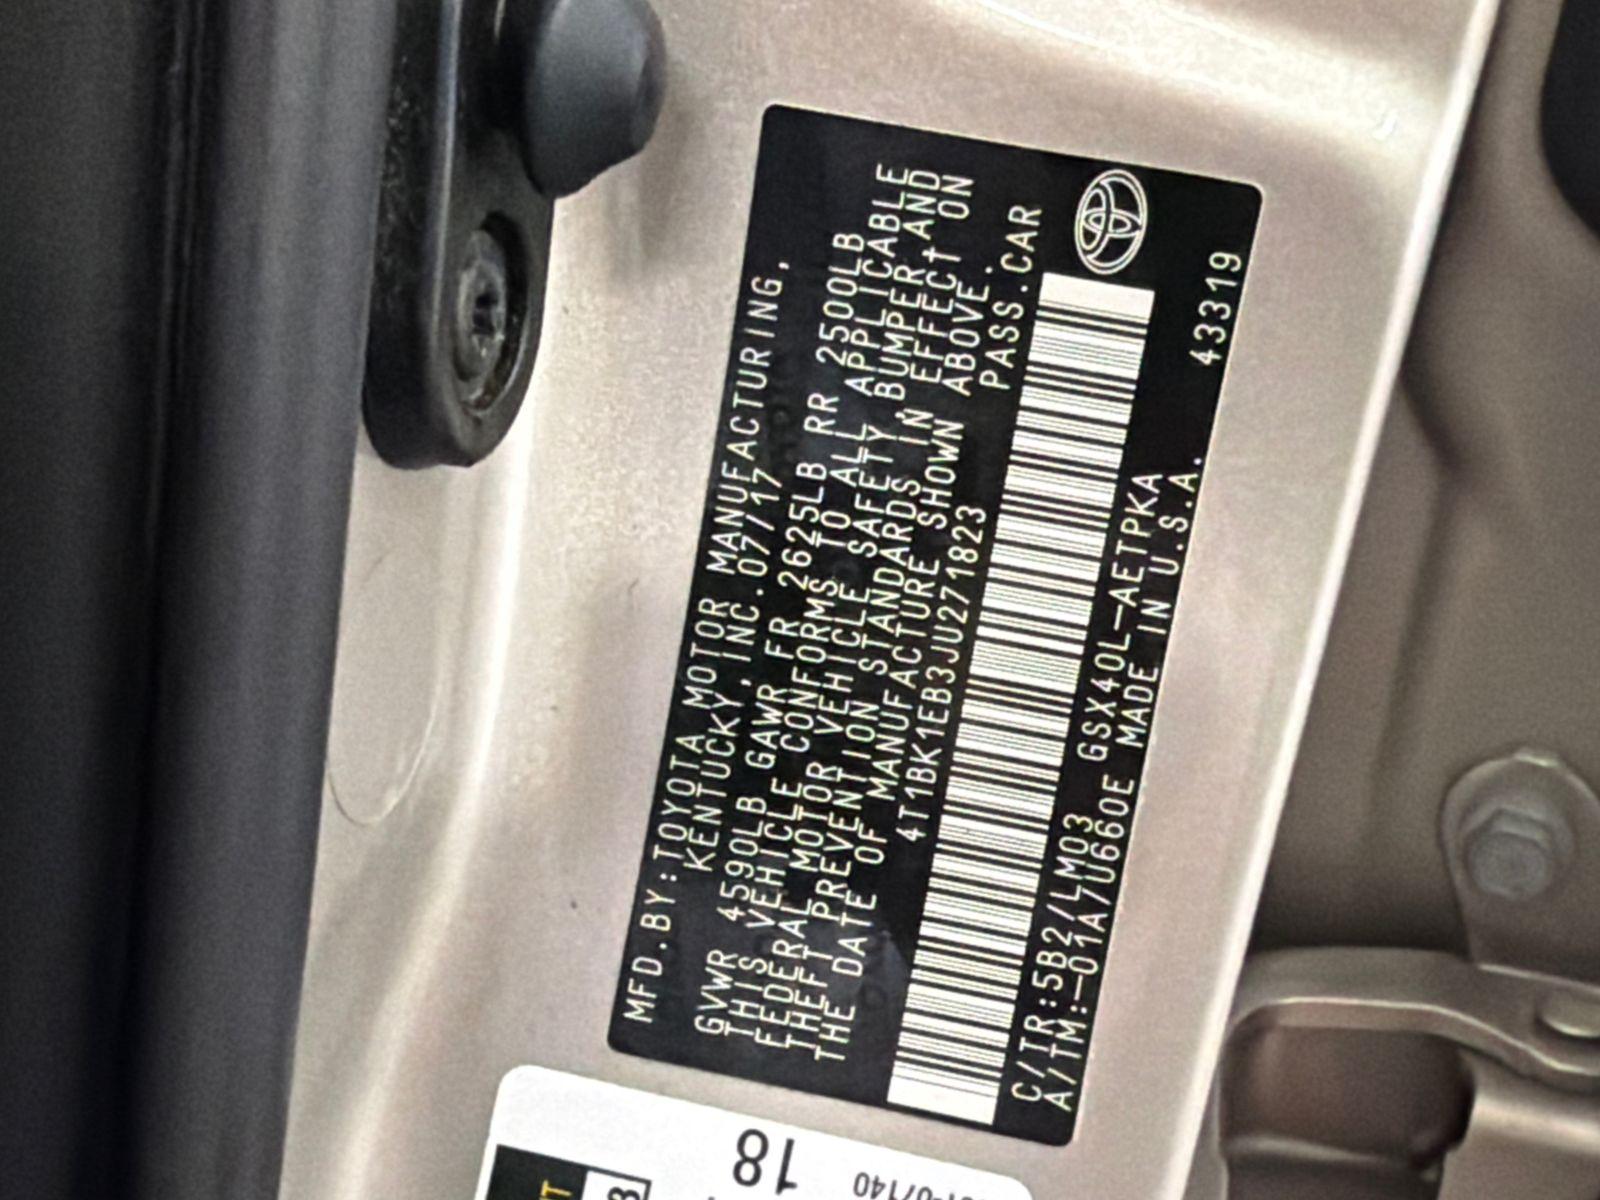 MFD.BY:TOYOTA MOTOR MANUFACTURING,
KENTUCKY,INC.07/17
GVWR 4590LB GAWR FR 2625LB RR 2500LB
THIS VEHICLE CONFORMS TO ALL APPLICABLE
FEDERAL MOTOR VEHICLE SAFETY,BUMPER AND
THEFT PREVENTION STANDARDS IN EFFECT ON
THE DATE OF MANUFACTURE SHOWN ABOVE.
4T1BK1EB3JU271823 PASS.CAR
C/TR:5B2/LM03 GSX40L-AETPKA
A/TM:-01A/U660E MADE IN U.S.A. 43319
18